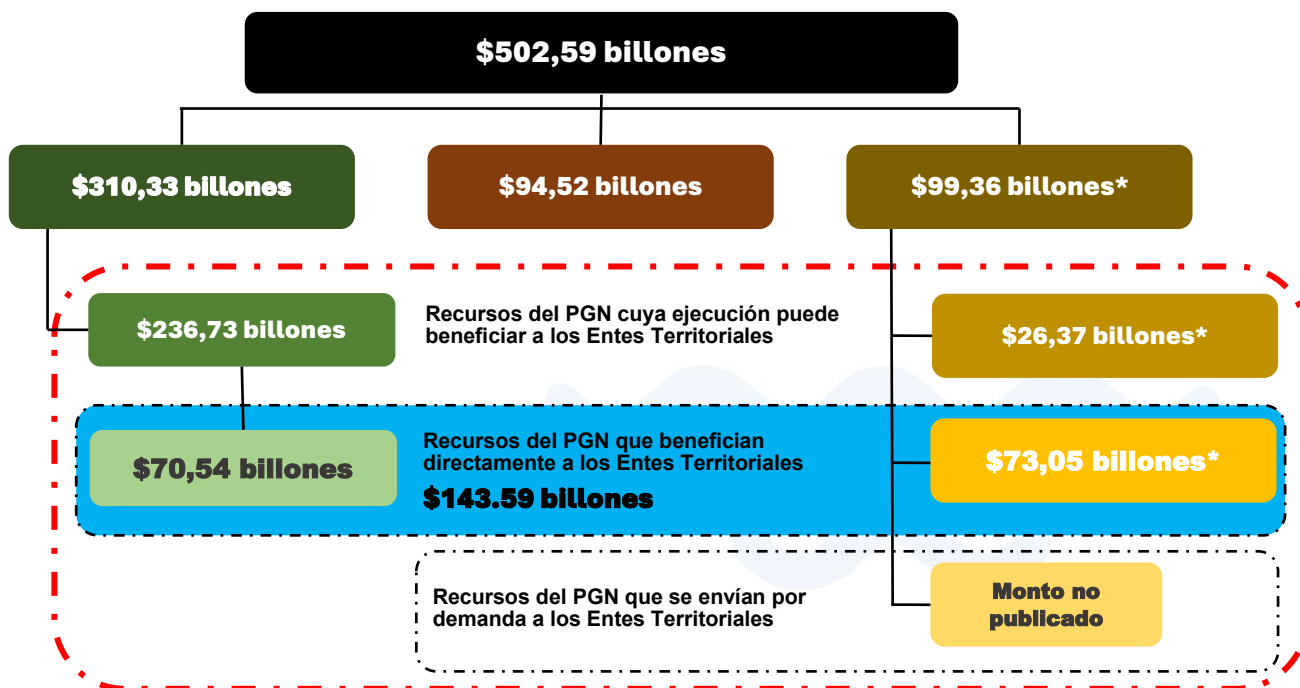 $502,59 billones
$310,33 billones
$94,52 billones
$99,36 billones*
$236,73 billones
Recursos del PGN cuya ejecución puede
beneficiar a los Entes Territoriales
$26,37 billones*
$70,54 billones
Recursos del PGN que benefician
directamente a los Entes Territoriales
$143.59 billones
$73,05 billones*
Recursos del PGN que se envían por
demanda a los Entes Territoriales
Monto no
publicado